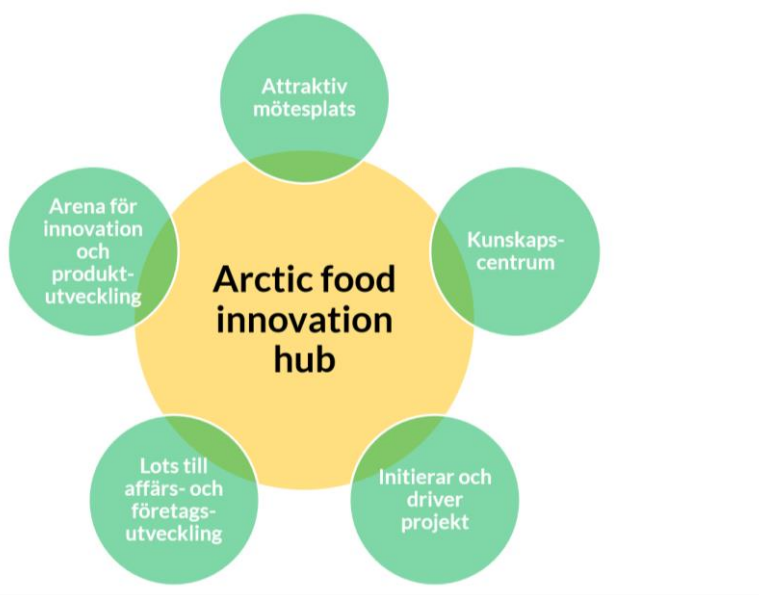 Attraktiv
mötesplats
Arena för
innovation
och
produkt-
utveckling
Kunskaps-
centrum
Arctic food
innovation
hub
Lots till
affärs- och
företags-
utveckling
Initierar och
driver
projekt